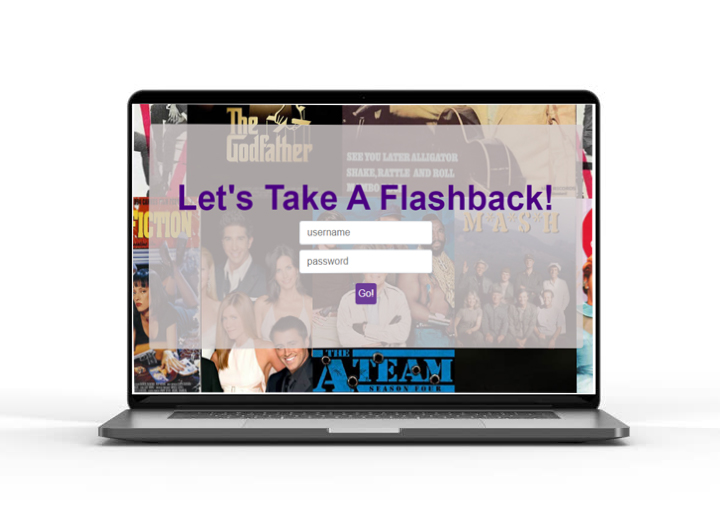 The
Godfather
SEE YOU LATER ALLIGATOR
SHAKE, RATTLE AND ROLL
Let's Take A Flashback!
FICTION
M*A*S*H
username
password
Go!
THE
A TEAM
SEASON FOUR